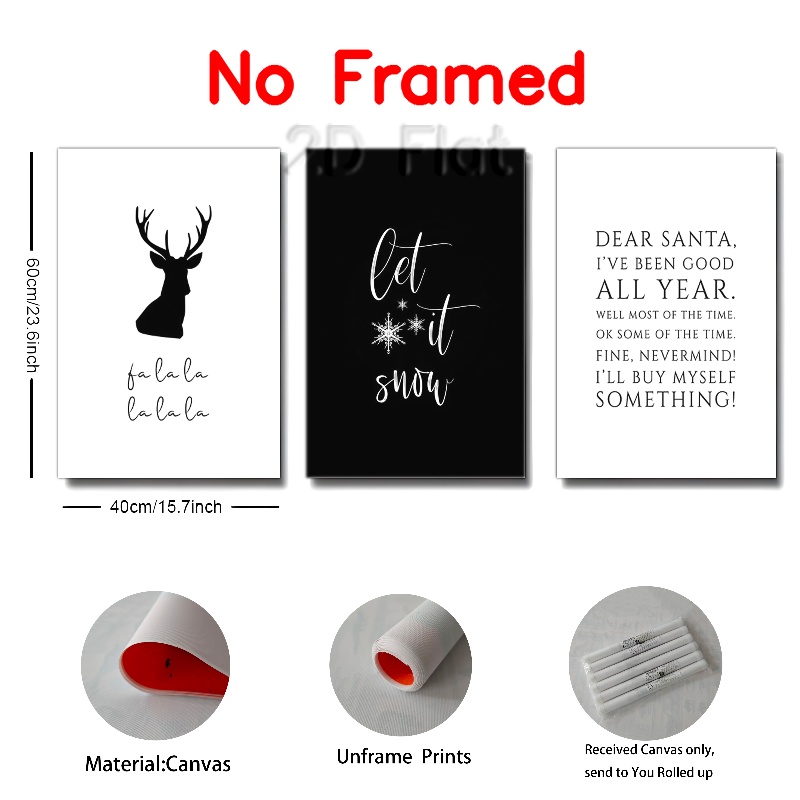 No Framed
2D Flat
60cm/23.6inch
fa la la
la la la
let
it
snow
DEAR SANTA,
I'VE BEEN GOOD
ALL YEAR.
WELL MOST OF THE TIME.
OK SOME OF THE TIME.
FINE, NEVERMIND!
I'LL BUY MYSELF
SOMETHING!
40cm/15.7inch
Material:Canvas
Unframe Prints
Received Canvas only,
send to You Rolled up